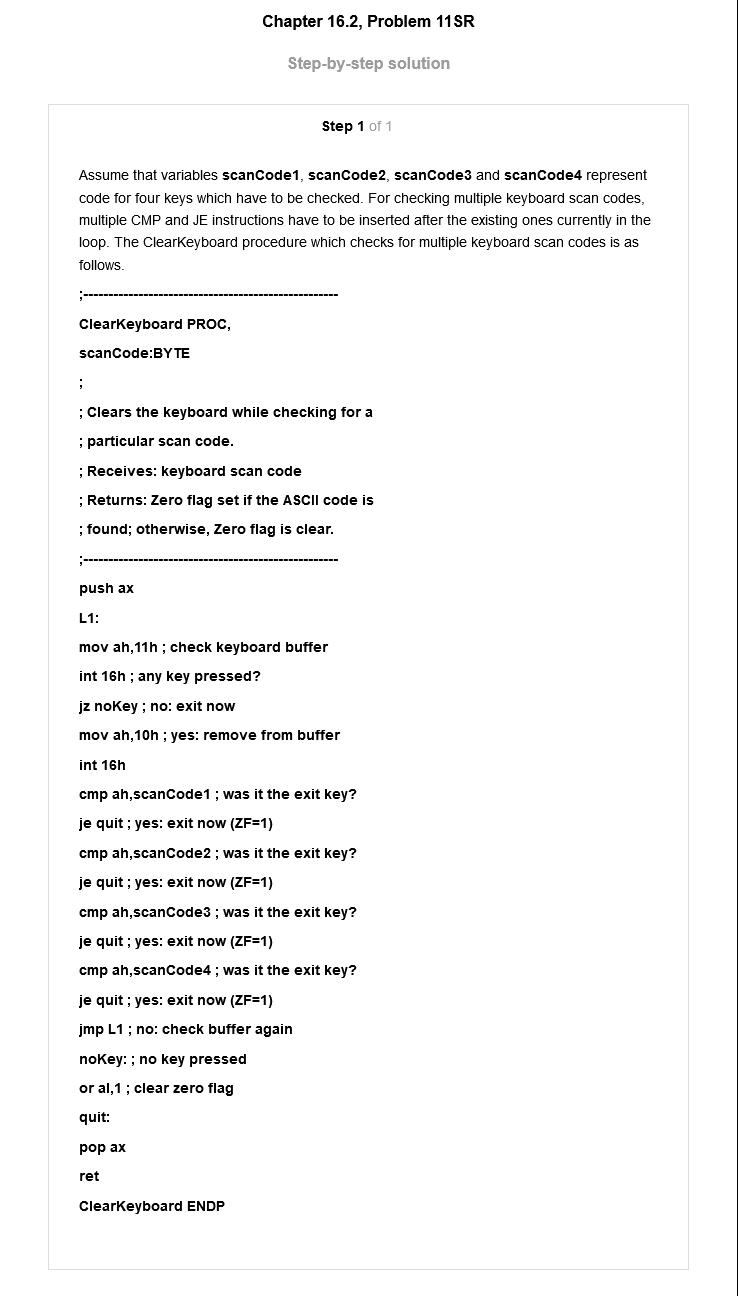 Chapter 16.2, Problem 11SR
Step-by-step solution
Step 1 of 1
Assume that variables scanCode1, scanCode2, scanCode3 and scanCode4 represent
code for four keys which have to be checked. For checking multiple keyboard scan codes,
multiple CMP and JE instructions have to be inserted after the existing ones currently in the
loop. The ClearKeyboard procedure which checks for multiple keyboard scan codes is as
follows.
;---------------------------------------------------
ClearKeyboard PROC,
scanCode:BYTE
;
; Clears the keyboard while checking for a
; particular scan code.
; Receives: keyboard scan code
; Returns: Zero flag set if the ASCII code is
; found; otherwise, Zero flag is clear.
;---------------------------------------------------
push ax
L1:
mov ah,11h ; check keyboard buffer
int 16h ; any key pressed?
jz noKey ; no: exit now
mov ah,10h ; yes: remove from buffer
int 16h
cmp ah,scanCode1 ; was it the exit key?
je quit ; yes: exit now (ZF=1)
cmp ah,scanCode2 ; was it the exit key?
je quit ; yes: exit now (ZF=1)
cmp ah,scanCode3 ; was it the exit key?
je quit ; yes: exit now (ZF=1)
cmp ah,scanCode4 ; was it the exit key?
je quit ; yes: exit now (ZF=1)
jmp L1 ; no: check buffer again
noKey: ; no key pressed
or al,1 ; clear zero flag
quit:
pop ax
ret
ClearKeyboard ENDP